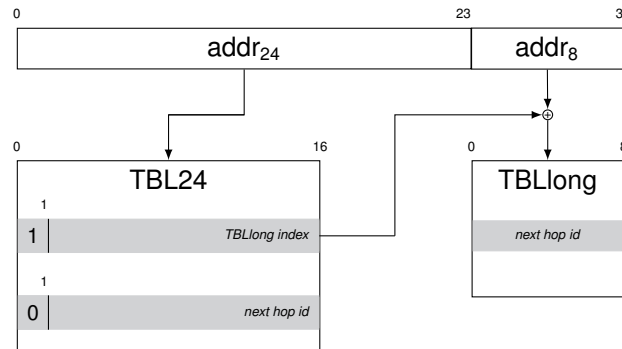 0 23 3
addr24 addr8
0 16 0 8
TBL24 TBLlong
1
1 TBLlong index next hop id
1
0 next hop id